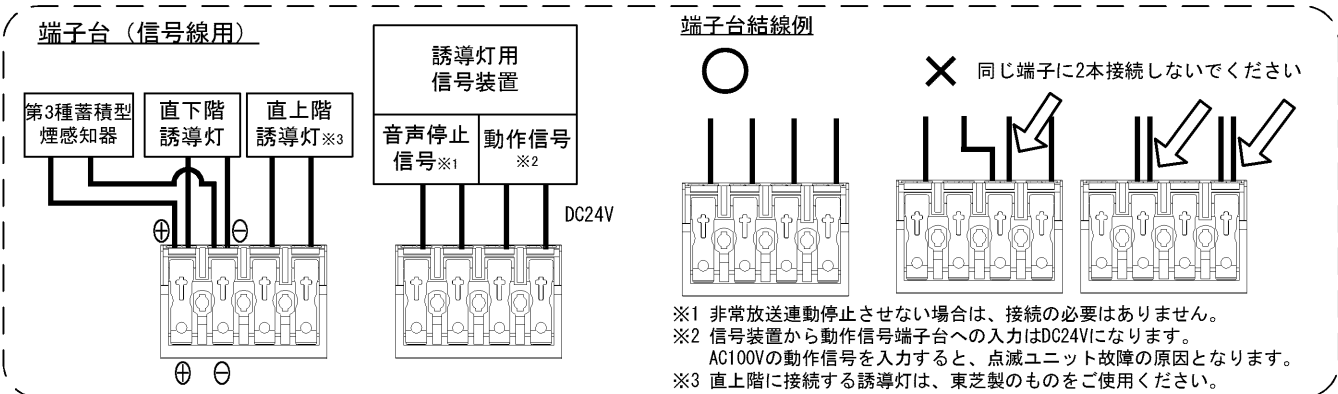 端子台（信号線用）
第3種蓄積型
煙感知器
直下階
誘導灯
直上階
誘導灯※3
⊕
⊖
⊕
⊖
誘導灯用
信号装置
音声停止
信号※1
動作信号
※2
DC24V
端子台結線例
○
× 同じ端子に2本接続しないでください
※1 非常放送連動停止させない場合は、接続の必要はありません。
※2 信号装置から動作信号端子台への入力はDC24Vになります。
AC100Vの動作信号を入力すると、点滅ユニット故障の原因となります。
※3 直上階に接続する誘導灯は、東芝製のものをご使用ください。